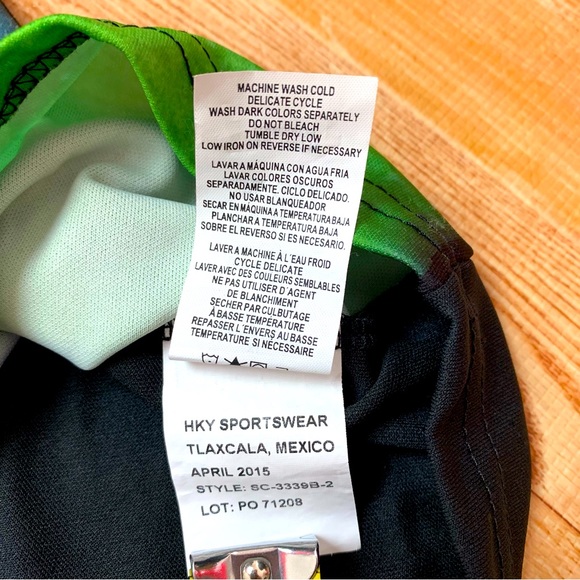 MACHINE WASH COLD
DELICATE CYCLE
WASH DARK COLORS SEPARATELY
DO NOT BLEACH
TUMBLE DRY LOW
LOW IRON ON REVERSE IF NECESSARY
LAVAR A MÁQUINA CON AGUA FRIA
LAVAR COLORES OSCUROS
SEPARADAMENTE. CICLO DELICADO.
NO USAR BLANQUEADOR
SECAR EN MÁQUINA A TEMPERATURA BAJA
PLANCHAR A TEMPERATURA BAJA
SOBRE EL REVERSO SI ES NECESARIO.
LAVER A MACHINE À L'EAU FROID
CYCLE DELICATE
LAVER AVEC DES COULEURS SEMBLABLES
NE PAS UTILISER D'AGENT
DE BLANCHIMENT
SECHER PAR CULBUTAGE
À BASSE TEMPÉRATURE
REPASSER L'ENVERS AU BASSE
TEMPERATURE SI NÉCESSAIRE
HKY SPORTSWEAR
TLAXCALA, MEXICO
APRIL 2015
STYLE: SC-3339B-2
LOT: PO 71208